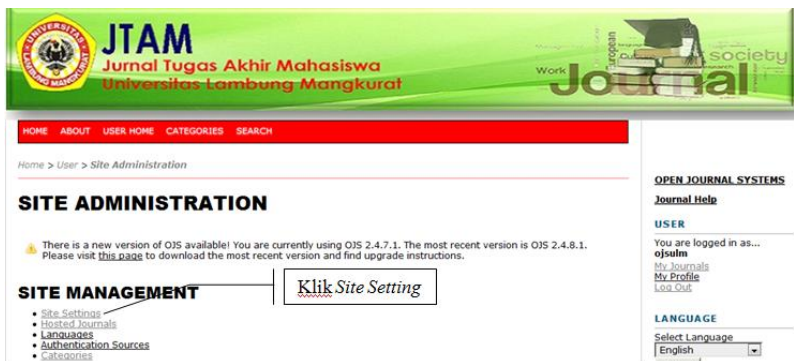 JTAM
Jurnal Tugas Akhir Mahasiswa
Universitas Lambung Mangkurat
Work
European
society
Journal
HOME ABOUT USER HOME CATEGORIES SEARCH
Home > User > Site Administration
SITE ADMINISTRATION
There is a new version of OJS available! You are currently using OJS 2.4.7.1. The most recent version is OJS 2.4.8.1.
Please visit this page to download the most recent version and find upgrade instructions.
SITE MANAGEMENT
Klik Site Setting
Site Settings
Hosted Journals
Languages
Authentication Sources
Categories
OPEN JOURNAL SYSTEMS
Journal Help
USER
You are logged in as...
ojsulm
My Journals
My Profile
Log Out
LANGUAGE
Select Language
English